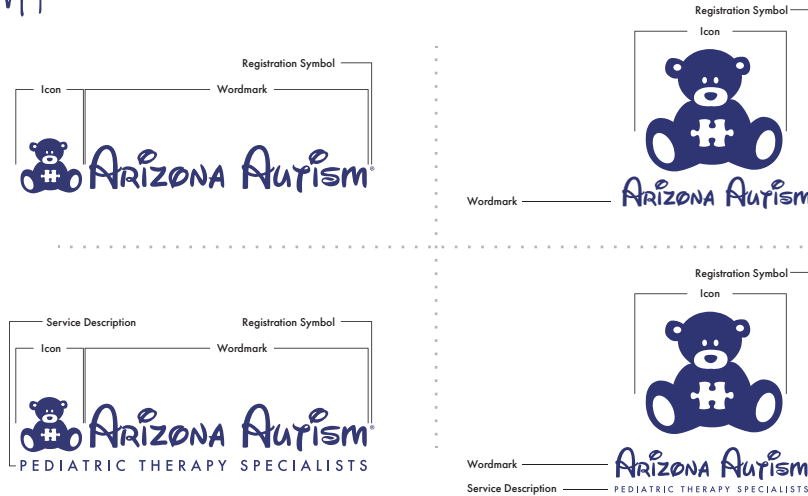 Registration Symbol
Icon
Wordmark
ARIZONA AUTISM®
Registration Symbol
Icon
Wordmark
ARIZONA AUTISM
Service Description
Registration Symbol
Icon
Wordmark
ARIZONA AUTISM®
PEDIATRIC THERAPY SPECIALISTS
Registration Symbol
Icon
Wordmark
ARIZONA AUTISM
Service Description
PEDIATRIC THERAPY SPECIALISTS